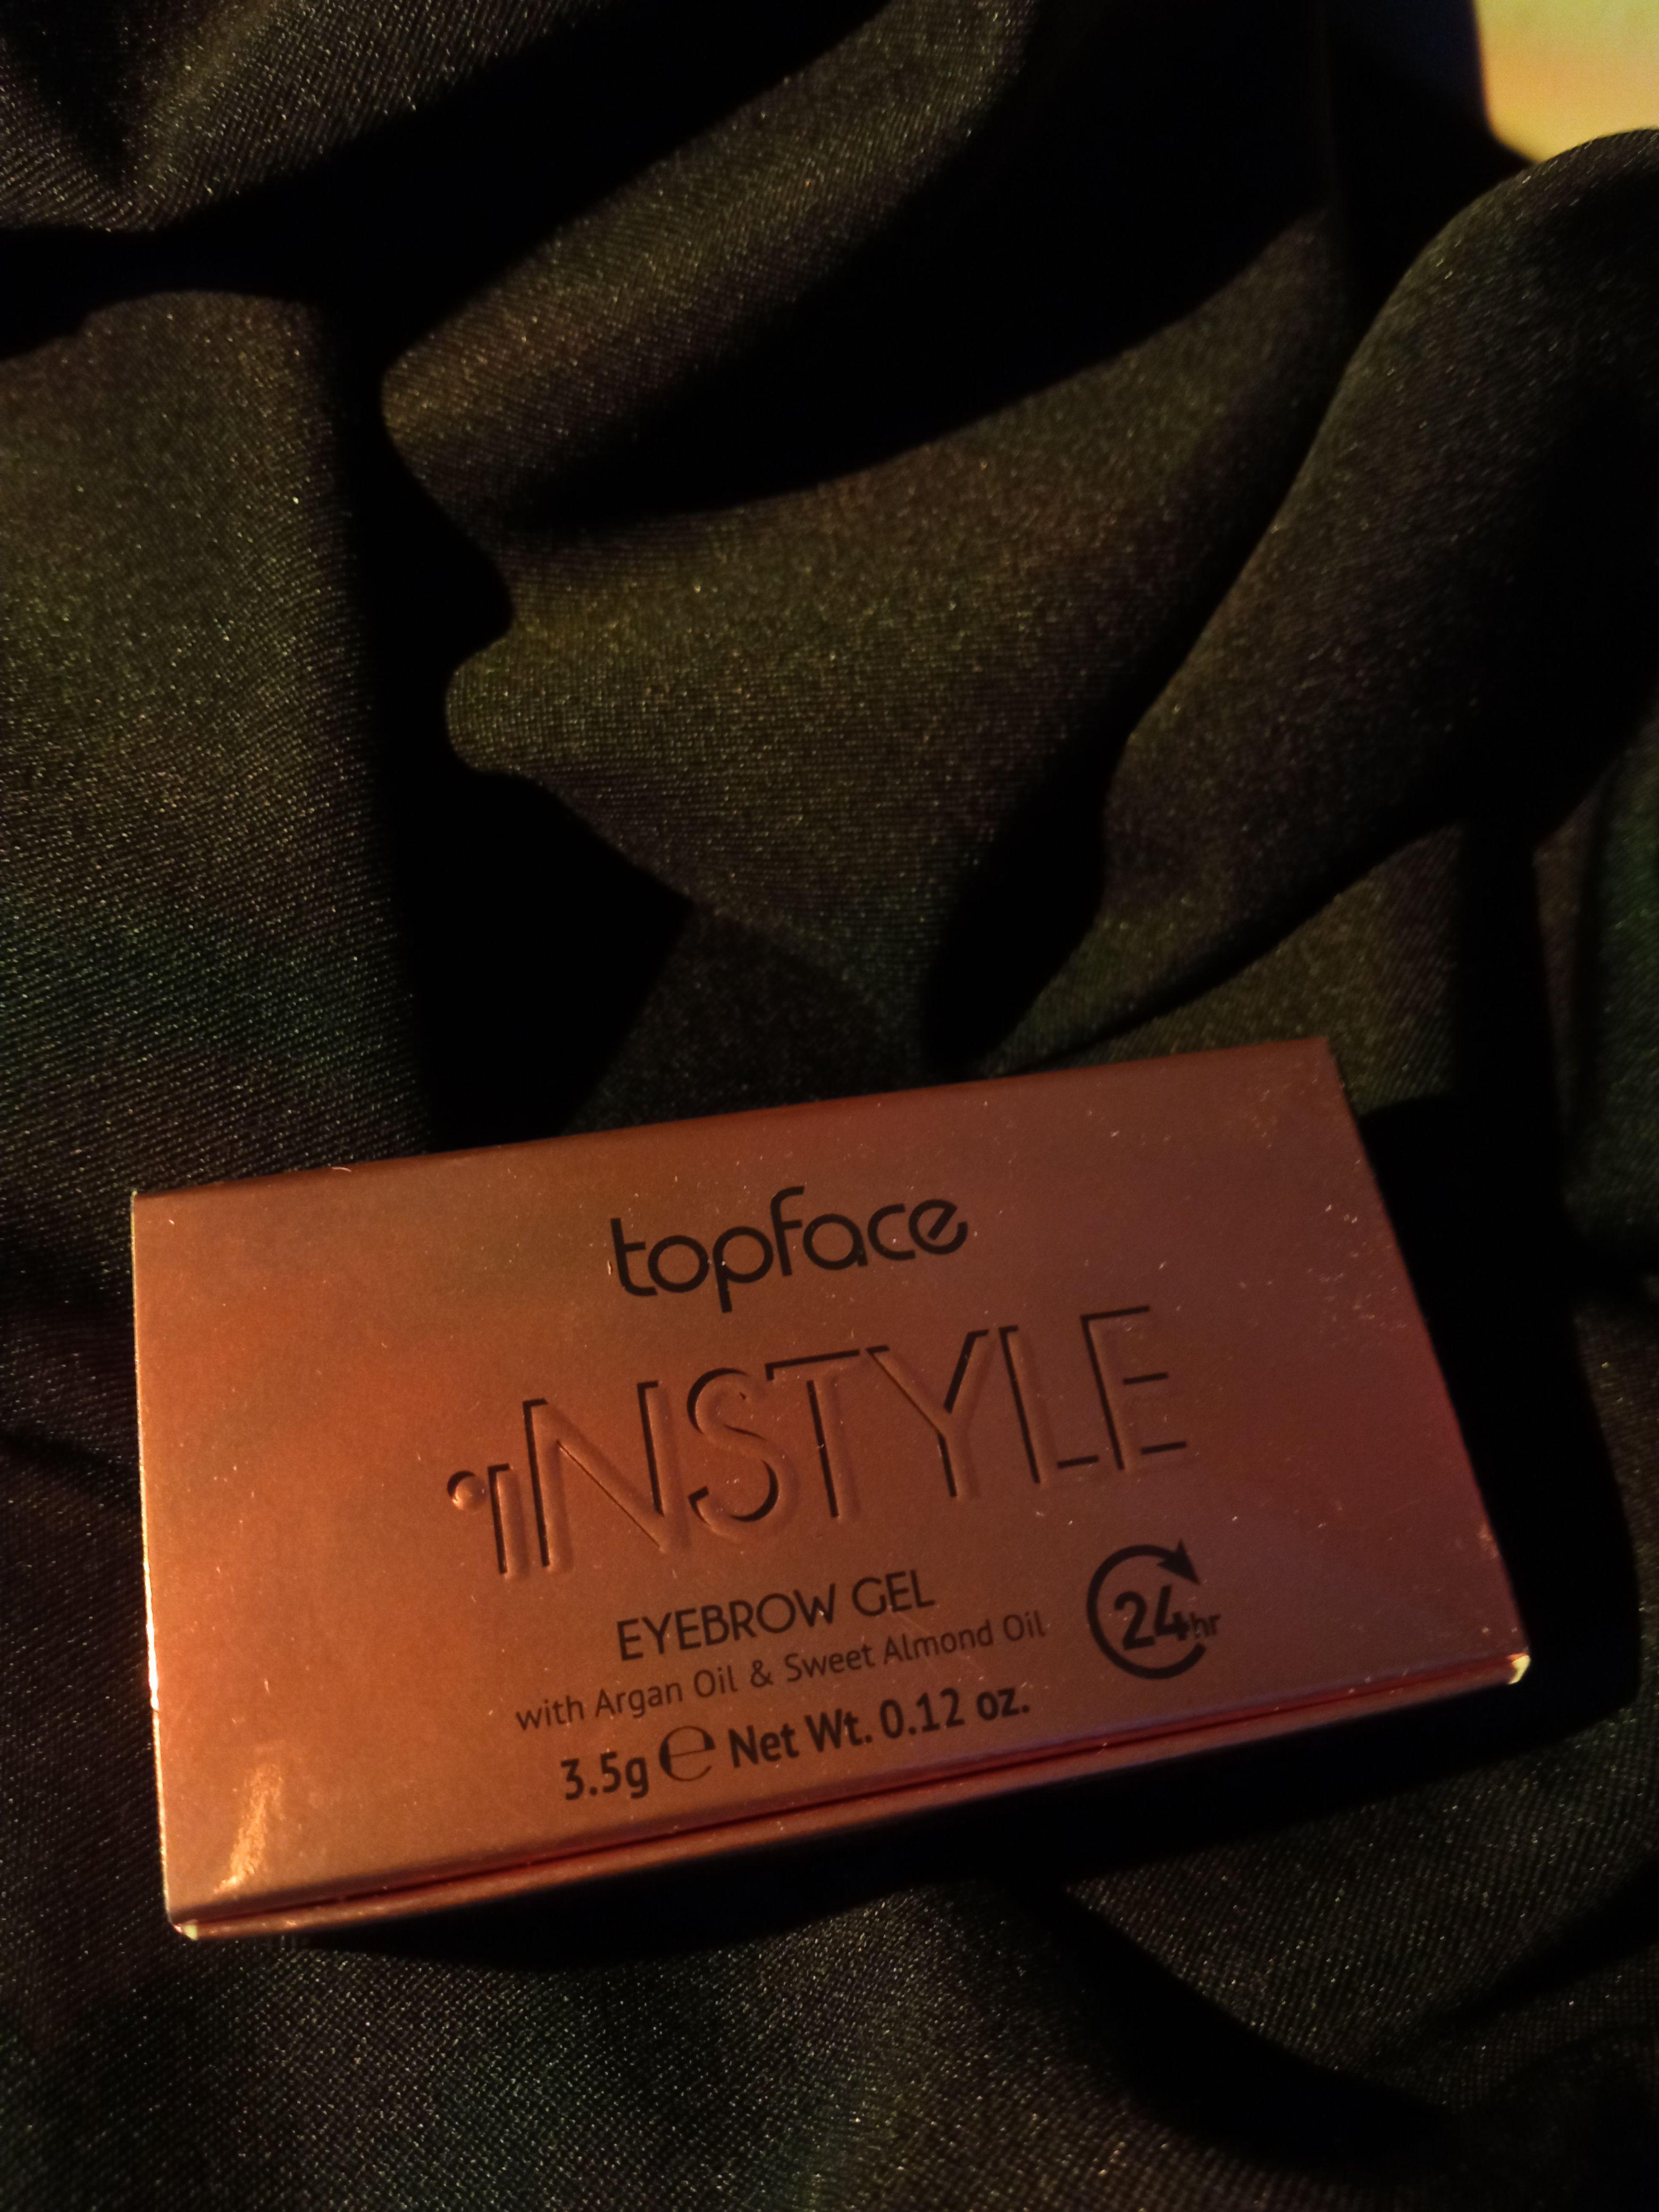 topface
iNSTYLE
EYEBROW GEL
with Argan Oil & Sweet Almond Oil
24hr
3.5g ℮ Net Wt. 0.12 oz.